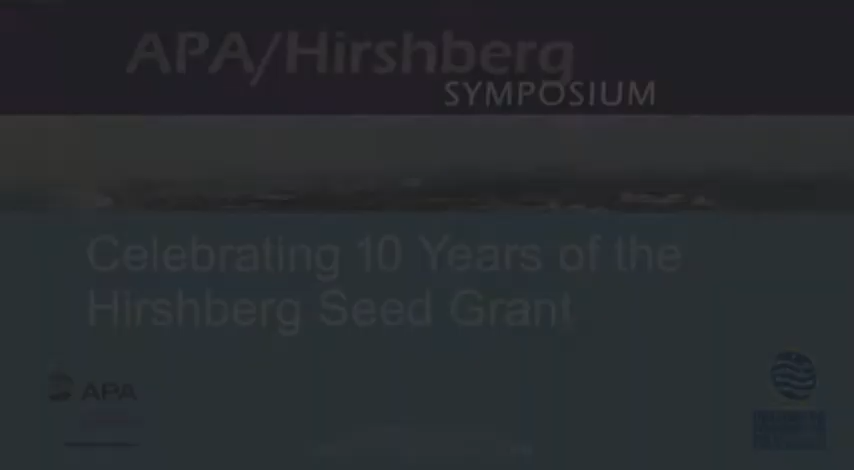 APA/Hirshberg
SYMPOSIUM
Celebrating 10 Years of the
Hirshberg Seed Grant
APA